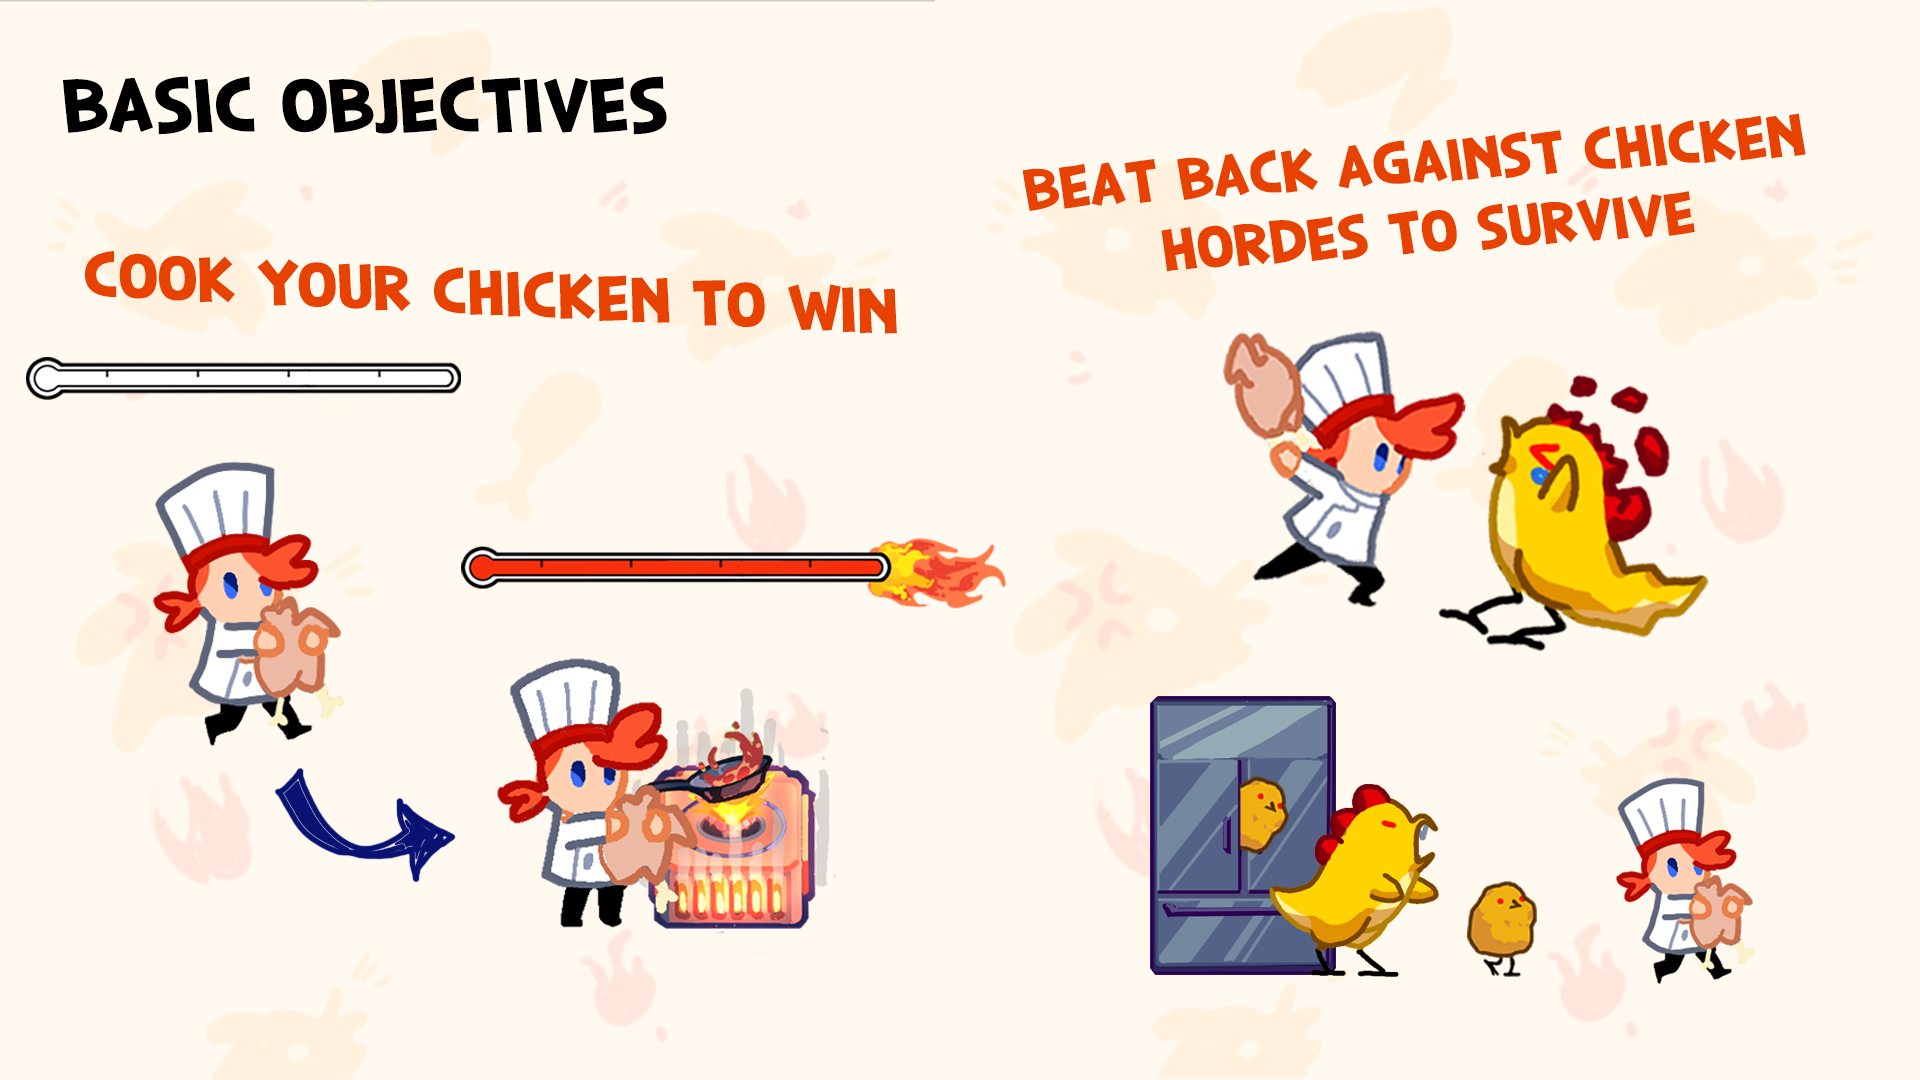 BASIC OBJECTIVES
COOK YOUR CHICKEN TO WIN
BEAT BACK AGAINST CHICKEN
HORDES TO SURVIVE